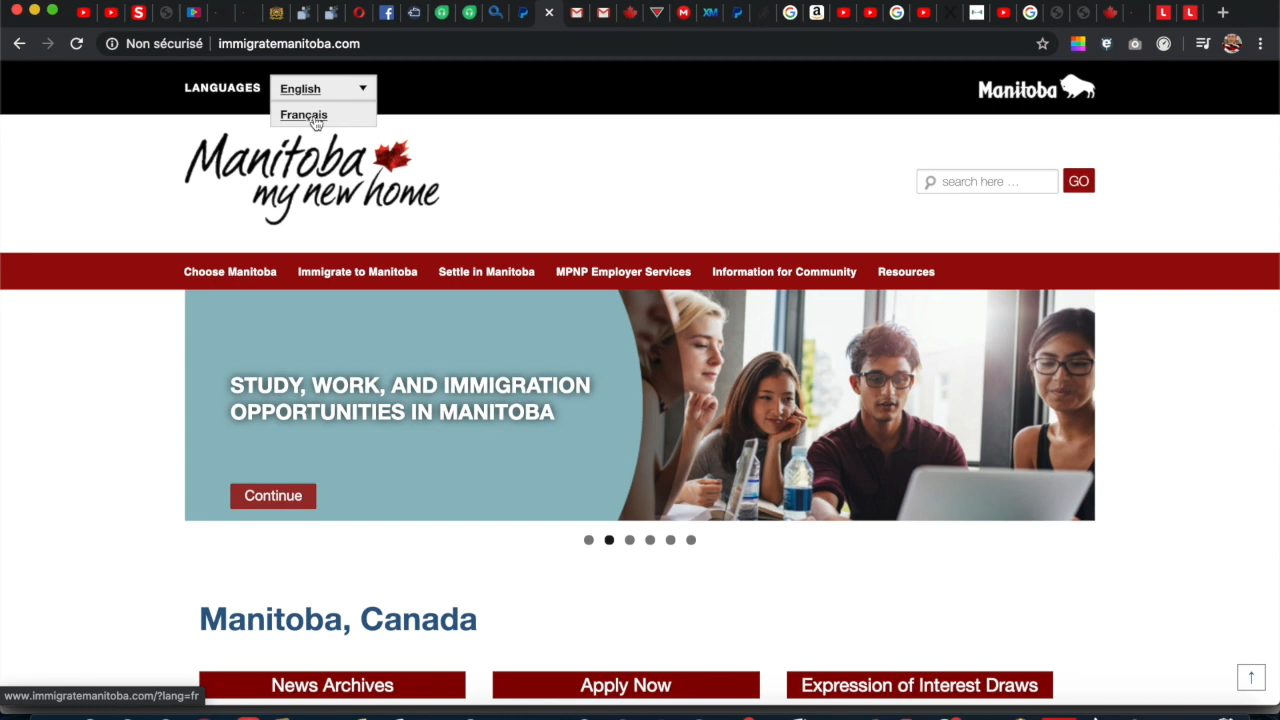 Non sécurisé
immigratemanitoba.com
LANGUAGES
English
Français
Manitoba
Manitoba
my new home
search here ...
GO
Choose Manitoba
Immigrate to Manitoba
Settle in Manitoba
MPNP Employer Services
Information for Community
Resources
STUDY, WORK, AND IMMIGRATION
OPPORTUNITIES IN MANITOBA
Continue
Manitoba, Canada
News Archives
Apply Now
Expression of Interest Draws
www.immigratemanitoba.com/?lang=fr